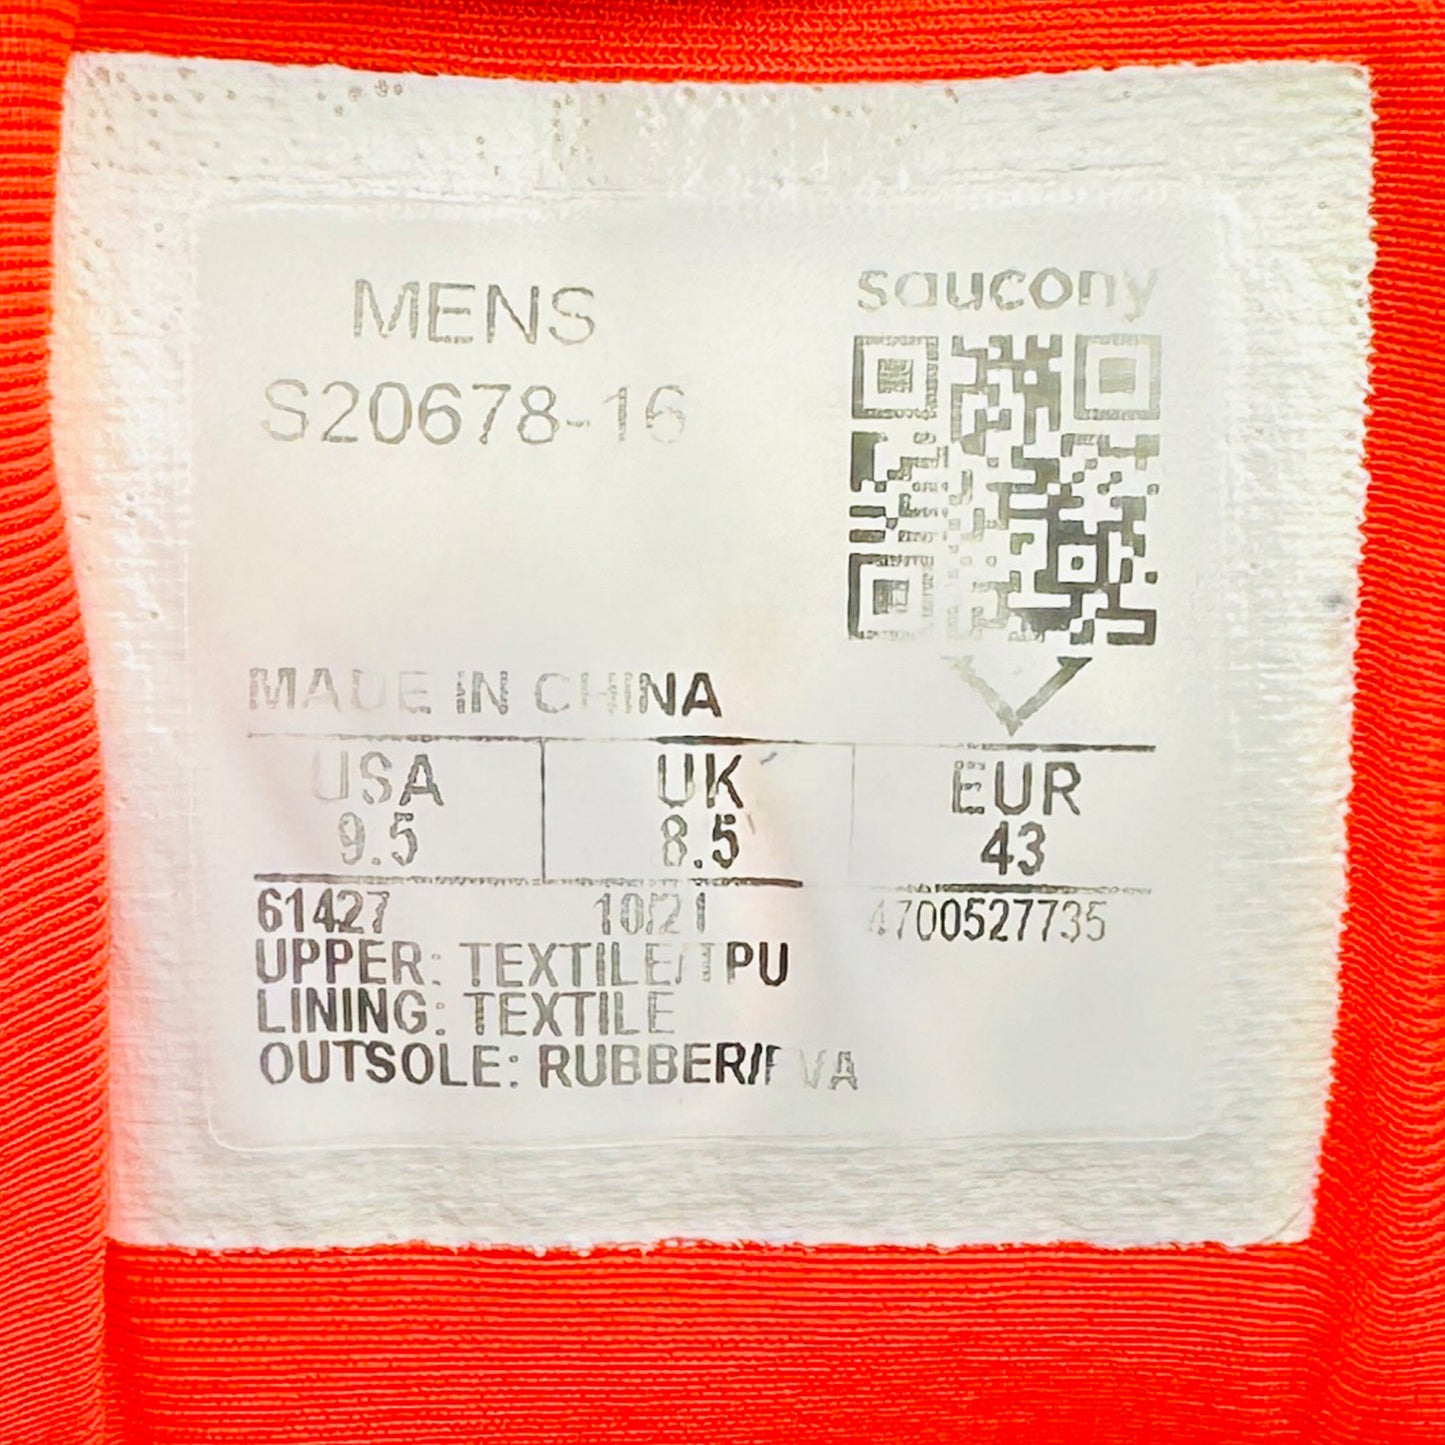 MENS
S20678-16
saucony
MADE IN CHINA
USA UK EUR
9.5 8.5 43
61427 10/21 4700527735
UPPER: TEXTILE/TPU
LINING: TEXTILE
OUTSOLE: RUBBER/EVA